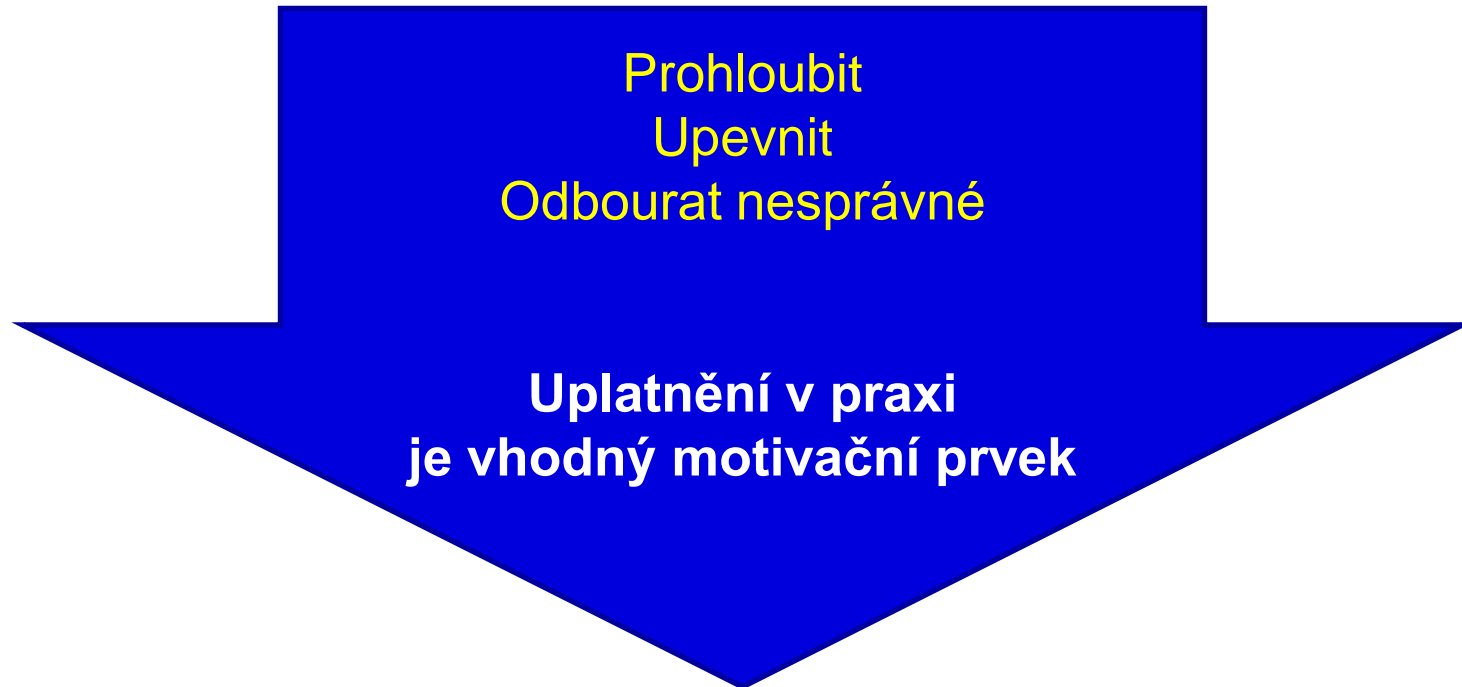 Prohloubit
Upevnit
Odbourat nesprávné
Uplatnění v praxi
je vhodný motivační prvek